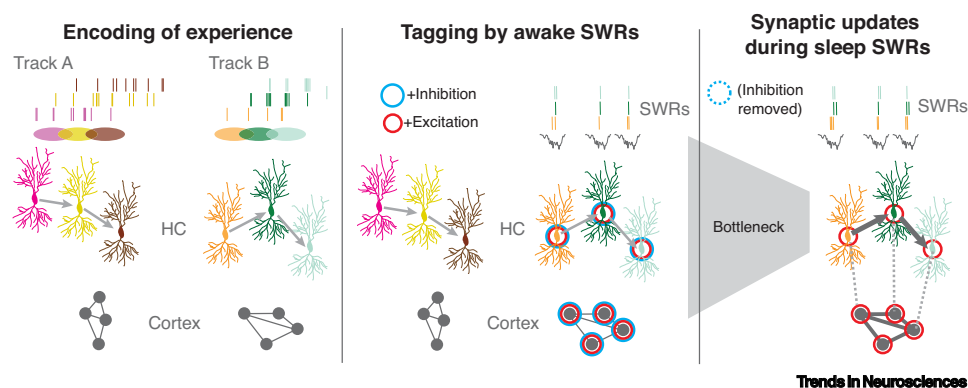 Encoding of experience
Track A
Track B
HC
Cortex
Tagging by awake SWRs
+Inhibition
+Excitation
SWRs
HC
Cortex
Bottleneck
Synaptic updates
during sleep SWRs
(Inhibition
removed)
SWRs
Trends in Neurosciences